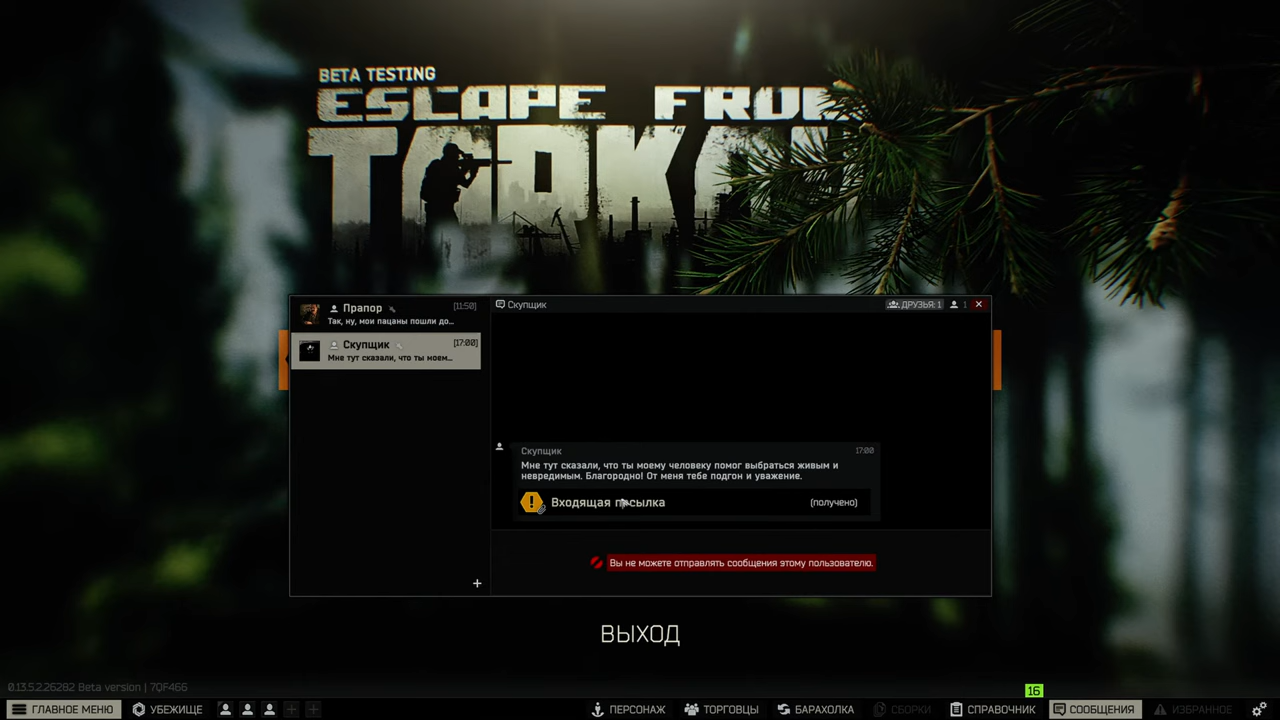 BETA TESTING
ESCAPE FROM
Прапор [11:50]
Так, ну, мои пацаны пошли до...
Скупщик [17:00]
Мне тут сказали, что ты моем...
Скупщик
ДРУЗЬЯ: 1
1
Скупщик 17:00
Мне тут сказали, что ты моему человеку помог выбраться живым и
невредимым. Благородно! От меня тебе подгон и уважение.
Входящая посылка (получено)
Вы не можете отправлять сообщения этому пользователю.
ВЫХОД
0.13.5.2.26282 Beta version | 7QF466
16
ГЛАВНОЕ МЕНЮ
УБЕЖИЩЕ
ПЕРСОНАЖ
ТОРГОВЦЫ
БАРАХОЛКА
СБОРКИ
СПРАВОЧНИК
СООБЩЕНИЯ
ИЗБРАННОЕ